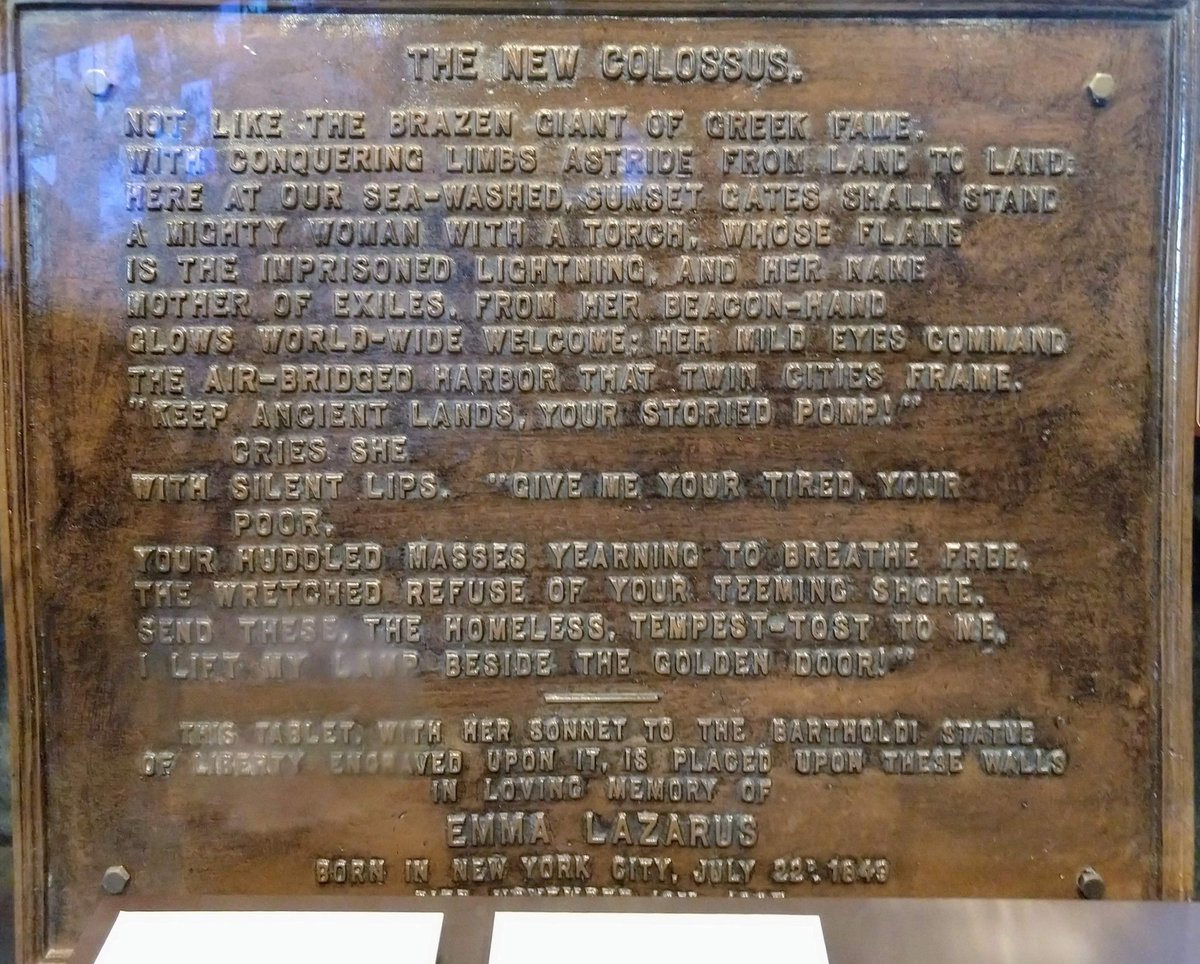 THE NEW COLOSSUS.
NOT LIKE THE BRAZEN GIANT OF GREEK FAME,
WITH CONQUERING LIMBS ASTRIDE FROM LAND TO LAND;
HERE AT OUR SEA-WASHED, SUNSET GATES SHALL STAND
A MIGHTY WOMAN WITH A TORCH, WHOSE FLAME
IS THE IMPRISONED LIGHTNING, AND HER NAME
MOTHER OF EXILES. FROM HER BEACON-HAND
GLOWS WORLD-WIDE WELCOME; HER MILD EYES COMMAND
THE AIR-BRIDGED HARBOR THAT TWIN CITIES FRAME.
"KEEP ANCIENT LANDS, YOUR STORIED POMP!"
CRIES SHE
WITH SILENT LIPS. "GIVE ME YOUR TIRED, YOUR
POOR,
YOUR HUDDLED MASSES YEARNING TO BREATHE FREE,
THE WRETCHED REFUSE OF YOUR TEEMING SHORE.
SEND THESE, THE HOMELESS, TEMPEST-TOST TO ME,
I LIFT MY LAMP BESIDE THE GOLDEN DOOR!"
THIS TABLET, WITH HER SONNET TO THE BARTHOLDI STATUE
OF LIBERTY ENGRAVED UPON IT, IS PLACED UPON THESE WALLS
IN LOVING MEMORY OF
EMMA LAZARUS
BORN IN NEW YORK CITY, JULY 22D, 1849